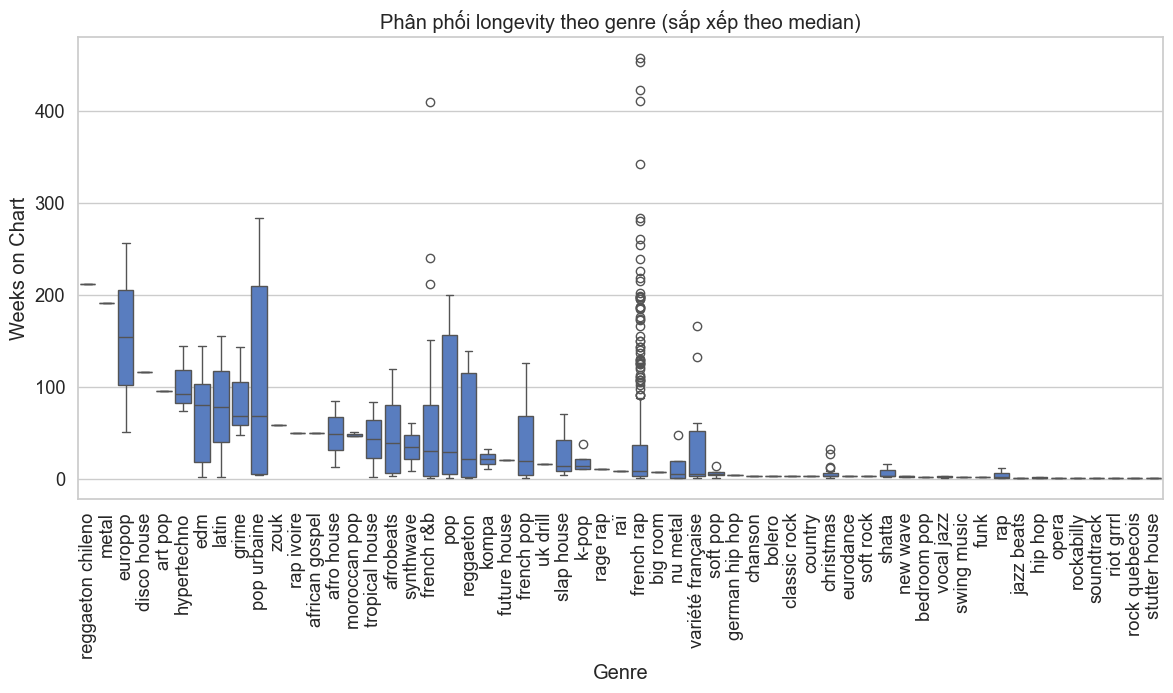 Phân phối longevity theo genre (sắp xếp theo median)
Weeks on Chart
400
300
200
100
0
reggaeton chileno
metal
europop
disco house
art pop
hypertechno
edm
latin
grime
pop urbaine
zouk
rap ivoire
african gospel
afro house
moroccan pop
tropical house
afrobeats
synthwave
french r&b
pop
reggaeton
kompa
future house
french pop
uk drill
slap house
k-pop
rage rap
raï
french rap
big room
nu metal
variété française
soft pop
german hip hop
chanson
bolero
classic rock
country
christmas
eurodance
soft rock
shatta
new wave
bedroom pop
vocal jazz
swing music
funk
rap
jazz beats
hip hop
opera
rockabilly
soundtrack
riot grrrl
rock quebecois
stutter house
Genre